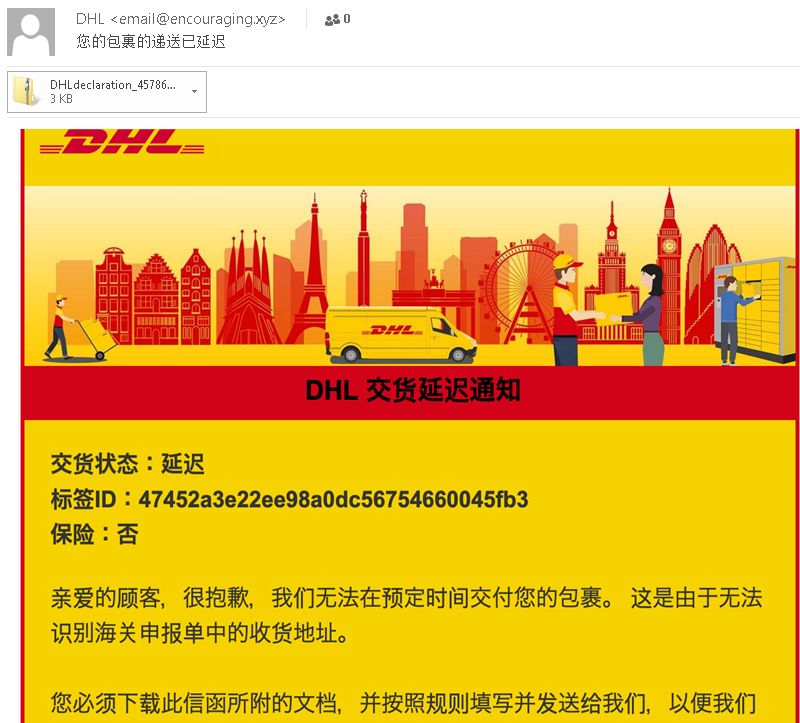 DHL <email@encouraging.xyz>
0
您的包裹的递送已延迟
DHLdeclaration_45786...
3 KB
DHL
DHL
DHL 交货延迟通知
交货状态：延迟
标签ID：47452a3e22ee98a0dc56754660045fb3
保险：否
亲爱的顾客，很抱歉，我们无法在预定时间交付您的包裹。 这是由于无法
识别海关申报单中的收货地址。
您必须下载此信函所附的文档，并按照规则填写并发送给我们，以便我们